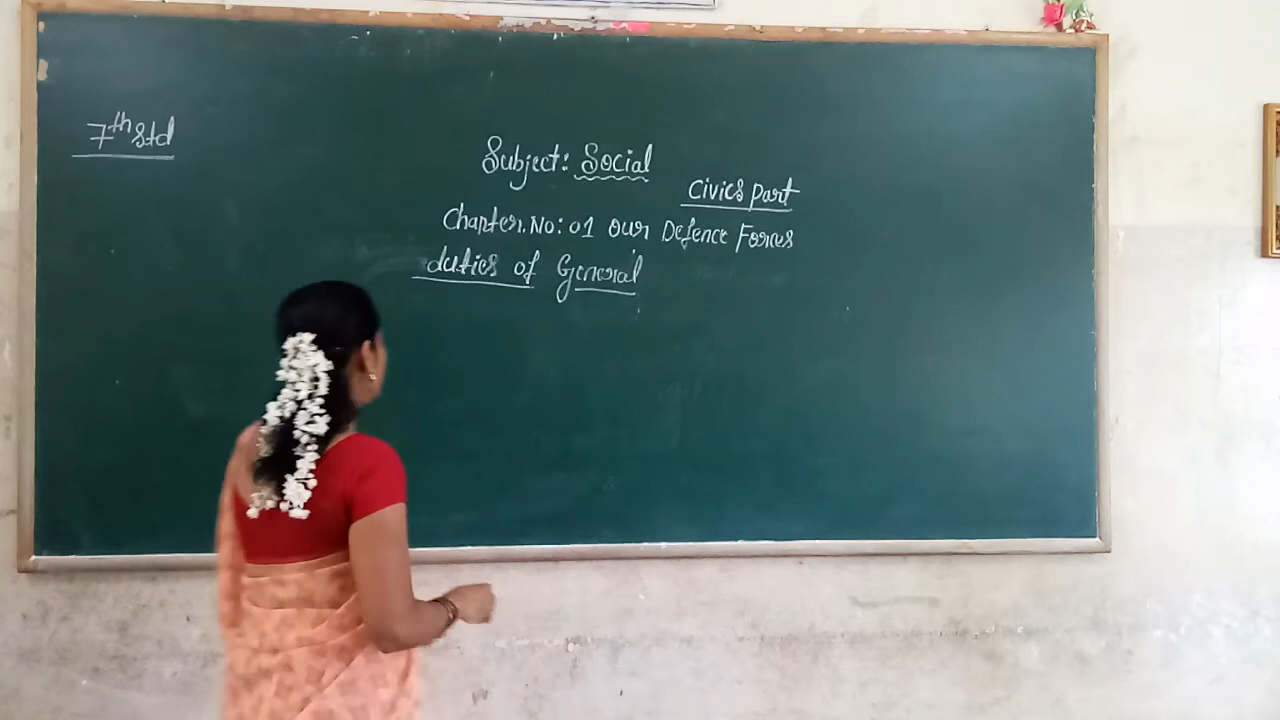 7th Std
Subject: Social
Civics part
Chapter.No: 01 Our Defence Forces
duties of General